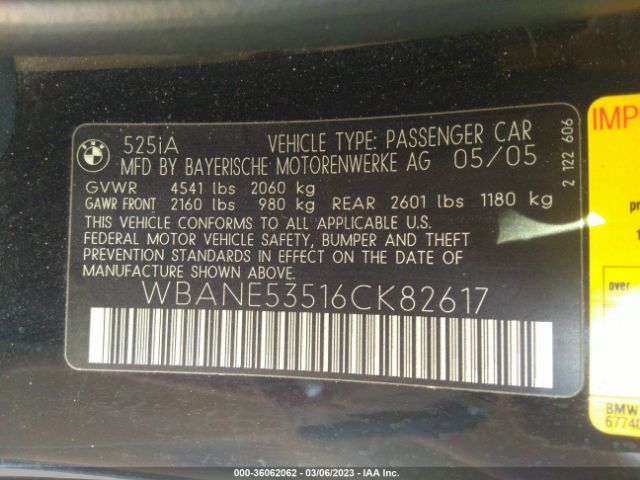 BMW
525iA VEHICLE TYPE: PASSENGER CAR
MFD BY BAYERISCHE MOTORENWERKE AG 05/05
GVWR 4541 lbs 2060 kg
GAWR FRONT 2160 lbs 980 kg REAR 2601 lbs 1180 kg
THIS VEHICLE CONFORMS TO ALL APPLICABLE U.S.
FEDERAL MOTOR VEHICLE SAFETY, BUMPER AND THEFT
PREVENTION STANDARDS IN EFFECT ON THE DATE OF
MANUFACTURE SHOWN ABOVE.
WBANE53516CK82617
2 122 606
over
BMW
000-36062062 / 03/06/2023 / IAA Inc.